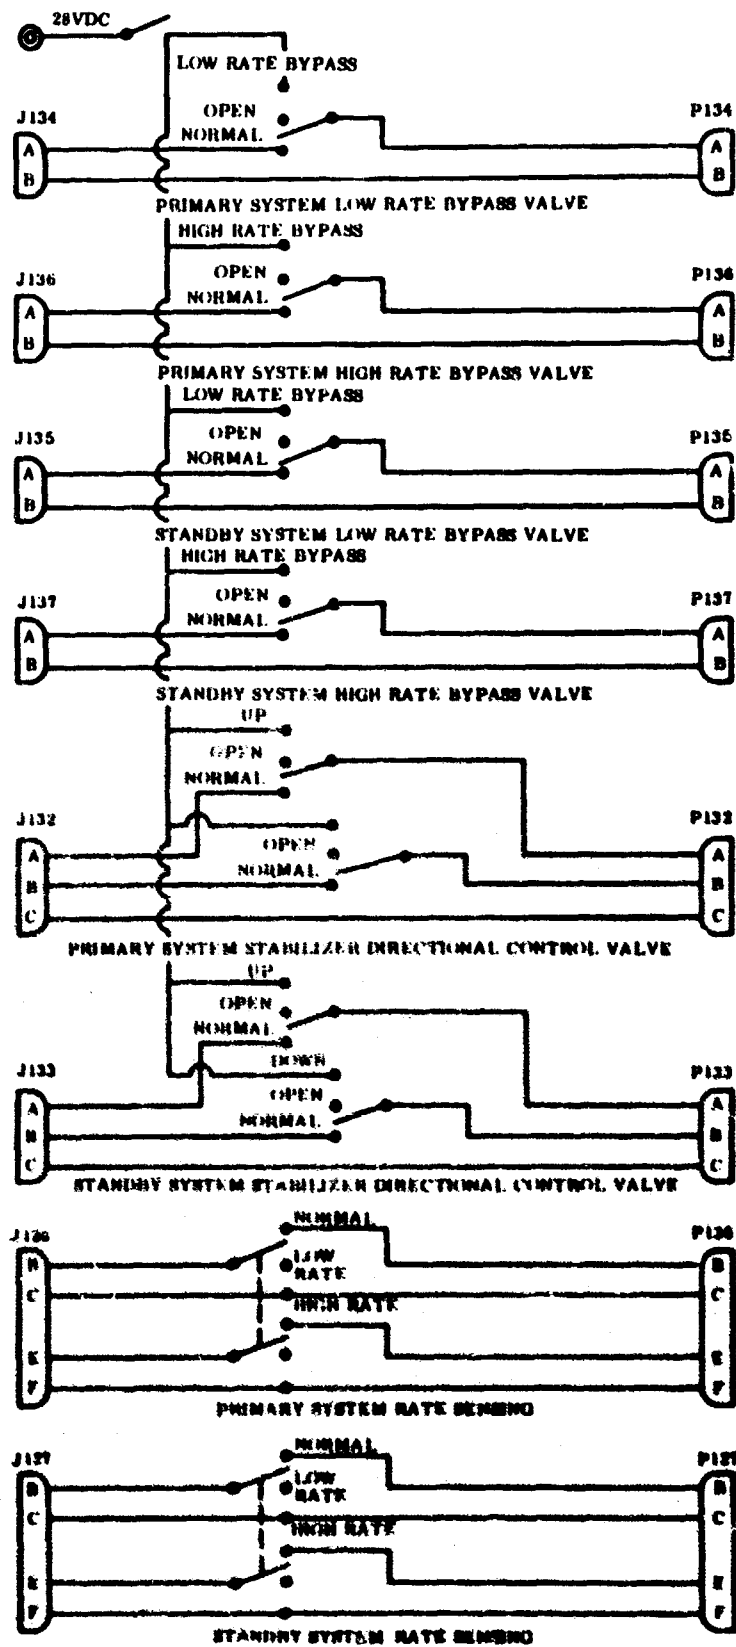 28VDC
LOW RATE BYPASS
J134
OPEN
P134
NORMAL
A
A
B
B
PRIMARY SYSTEM LOW RATE BYPASS VALVE
HIGH RATE BYPASS
J136
OPEN
P136
NORMAL
A
A
B
B
PRIMARY SYSTEM HIGH RATE BYPASS VALVE
LOW RATE BYPASS
J135
OPEN
P135
NORMAL
A
A
B
B
STANDBY SYSTEM LOW RATE BYPASS VALVE
HIGH RATE BYPASS
J137
OPEN
P137
NORMAL
A
A
B
B
STANDBY SYSTEM HIGH RATE BYPASS VALVE
UP
OPEN
NORMAL
J132
P132
OPEN
A
A
NORMAL
B
B
C
C
PRIMARY SYSTEM STABILIZER DIRECTIONAL CONTROL VALVE
UP
OPEN
NORMAL
DOWN
J133
P133
OPEN
A
A
NORMAL
B
B
C
C
STANDBY SYSTEM STABILIZER DIRECTIONAL CONTROL VALVE
NORMAL
LOW
RATE
B
B
C
C
HIGH RATE
E
E
F
F
PRIMARY SYSTEM RATE SENSING
NORMAL
J127
P127
LOW
RATE
B
B
C
C
HIGH RATE
E
E
F
F
STANDBY SYSTEM RATE SENSING